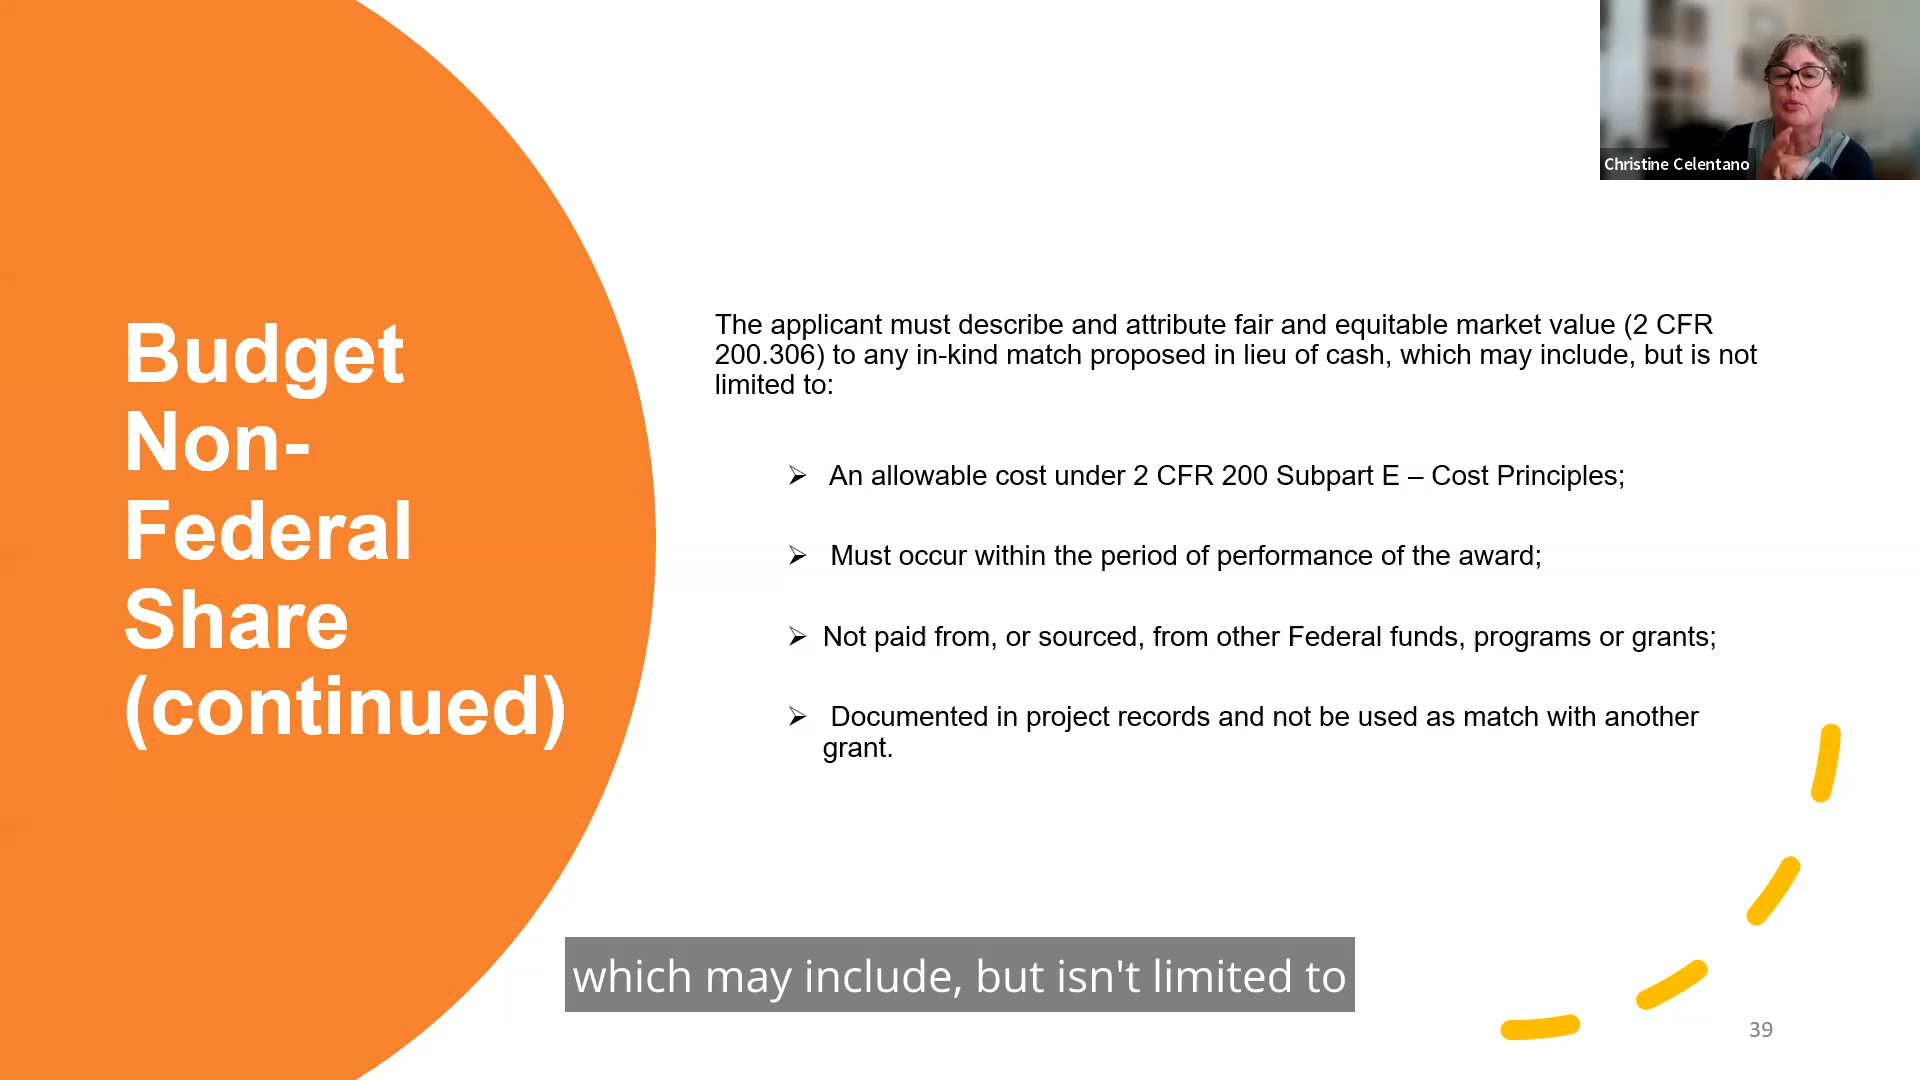 Christine Celentano
Budget
Non-
Federal
Share
(continued)
The applicant must describe and attribute fair and equitable market value (2 CFR
200.306) to any in-kind match proposed in lieu of cash, which may include, but is not
limited to:
➢ An allowable cost under 2 CFR 200 Subpart E – Cost Principles;
➢ Must occur within the period of performance of the award;
➢ Not paid from, or sourced, from other Federal funds, programs or grants;
➢ Documented in project records and not be used as match with another
grant.
which may include, but isn't limited to
39